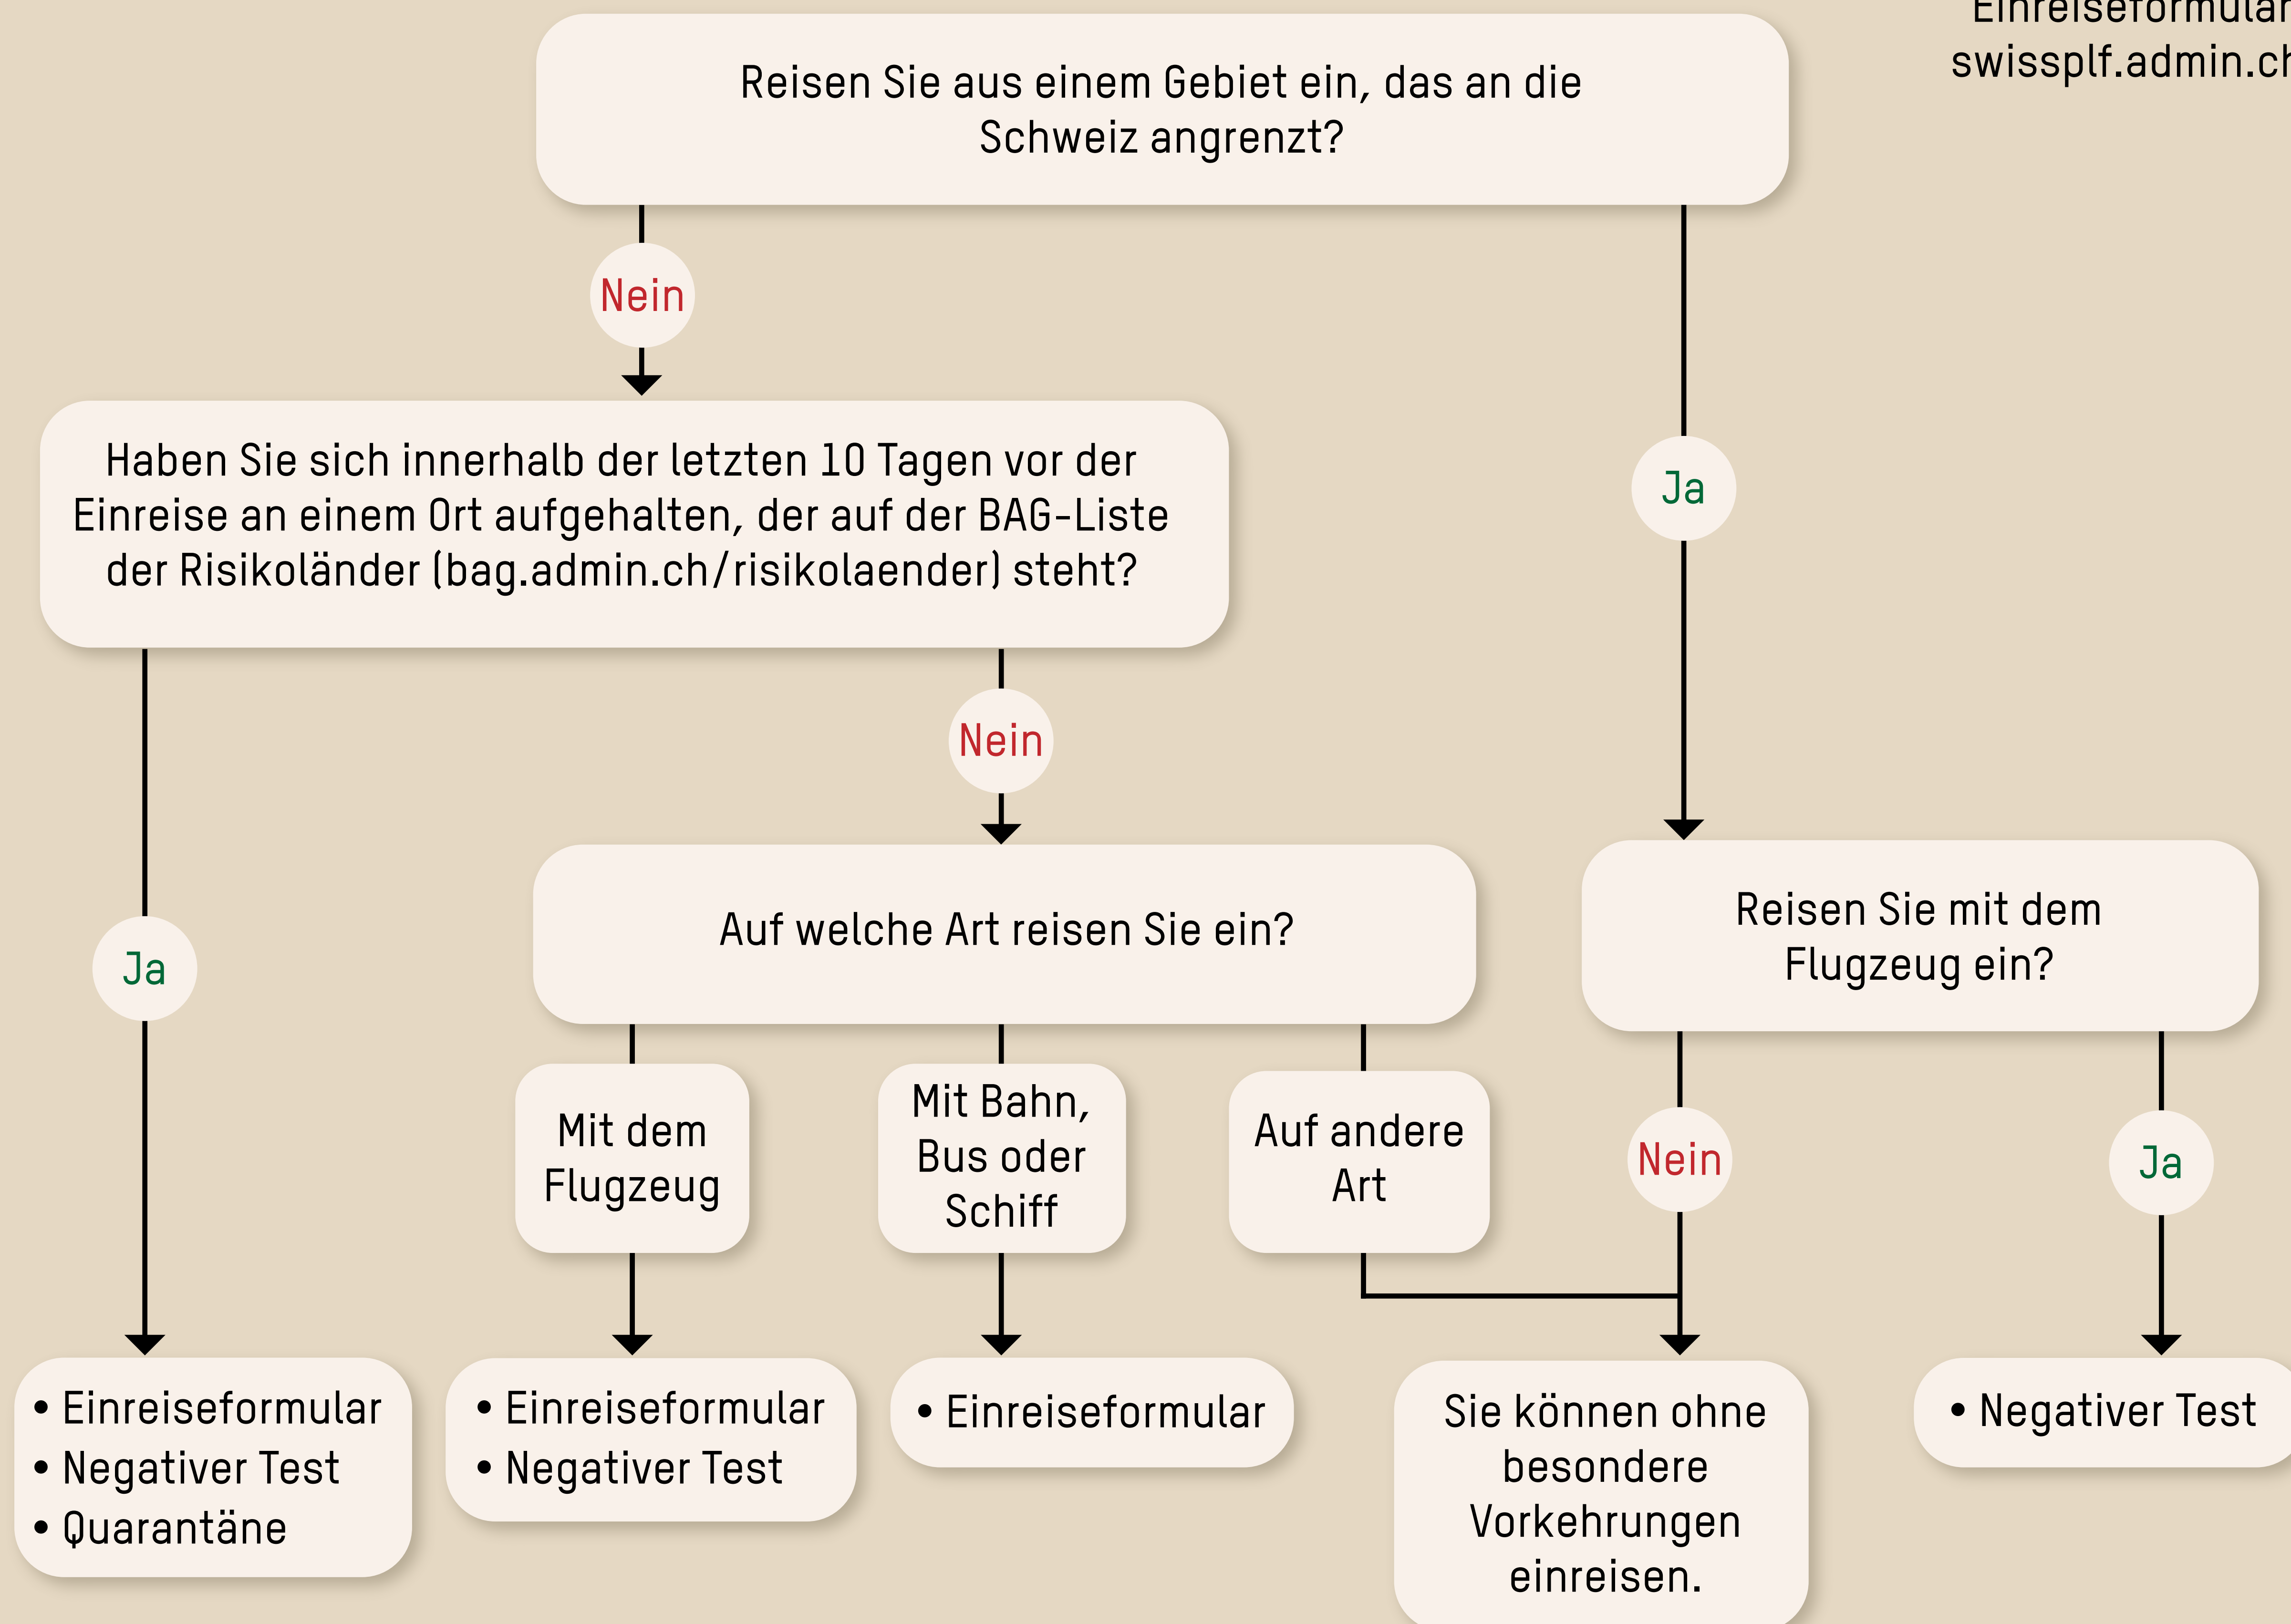 Einreiseformular
swissplf.admin.ch
Reisen Sie aus einem Gebiet ein, das an die
Schweiz angrenzt?
Nein
Ja
Haben Sie sich innerhalb der letzten 10 Tagen vor der
Einreise an einem Ort aufgehalten, der auf der BAG-Liste
der Risikoländer (bag.admin.ch/risikolaender) steht?
Ja
Nein
Auf welche Art reisen Sie ein?
Reisen Sie mit dem
Flugzeug ein?
Mit dem
Flugzeug
Mit Bahn,
Bus oder
Schiff
Auf andere
Art
Nein
Ja
• Einreiseformular
• Negativer Test
• Quarantäne
• Einreiseformular
• Negativer Test
• Einreiseformular
Sie können ohne
besondere
Vorkehrungen
einreisen.
• Negativer Test